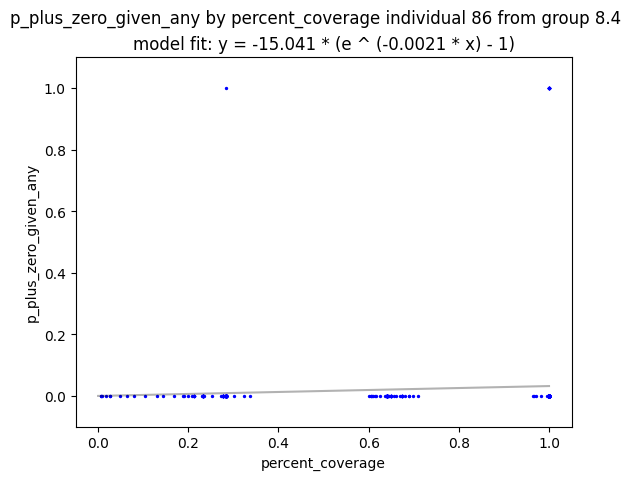 p_plus_zero_given_any by percent_coverage individual 86 from group 8.4
model fit: y = -15.041 * (e ^ (-0.0021 * x) - 1)
1.0
0.8
0.6
0.4
0.2
0.0
p_plus_zero_given_any
0.0 0.2 0.4 0.6 0.8 1.0
percent_coverage